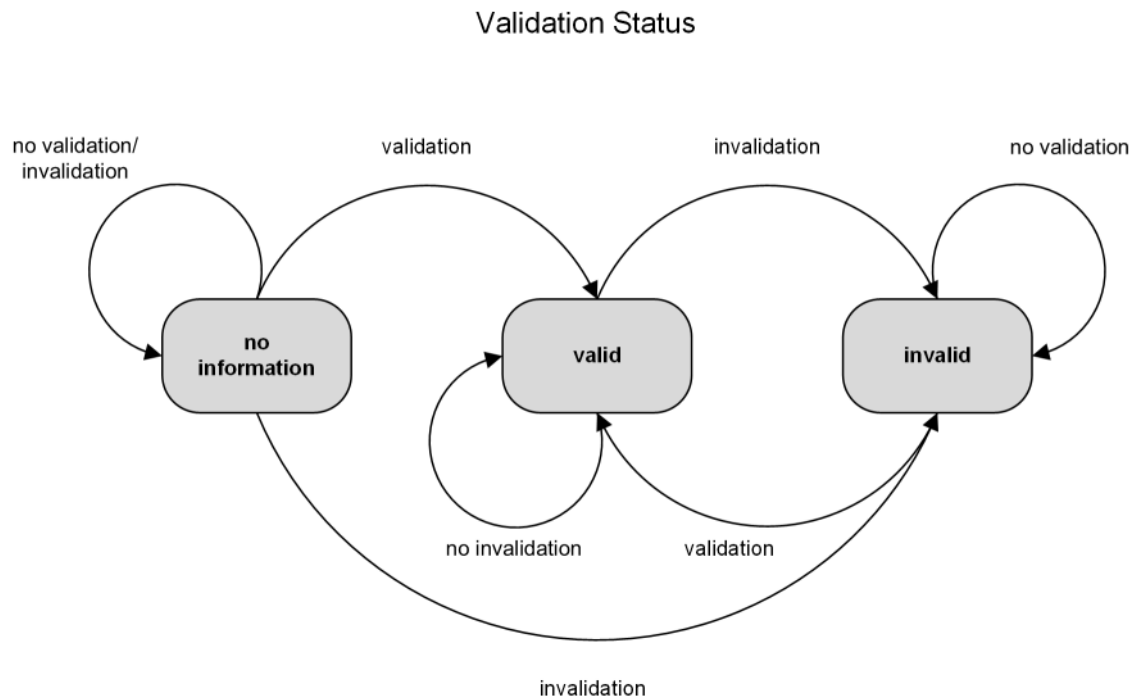 Validation Status
no validation/
invalidation
validation
invalidation
no validation
no
information
valid
invalid
no invalidation
validation
invalidation